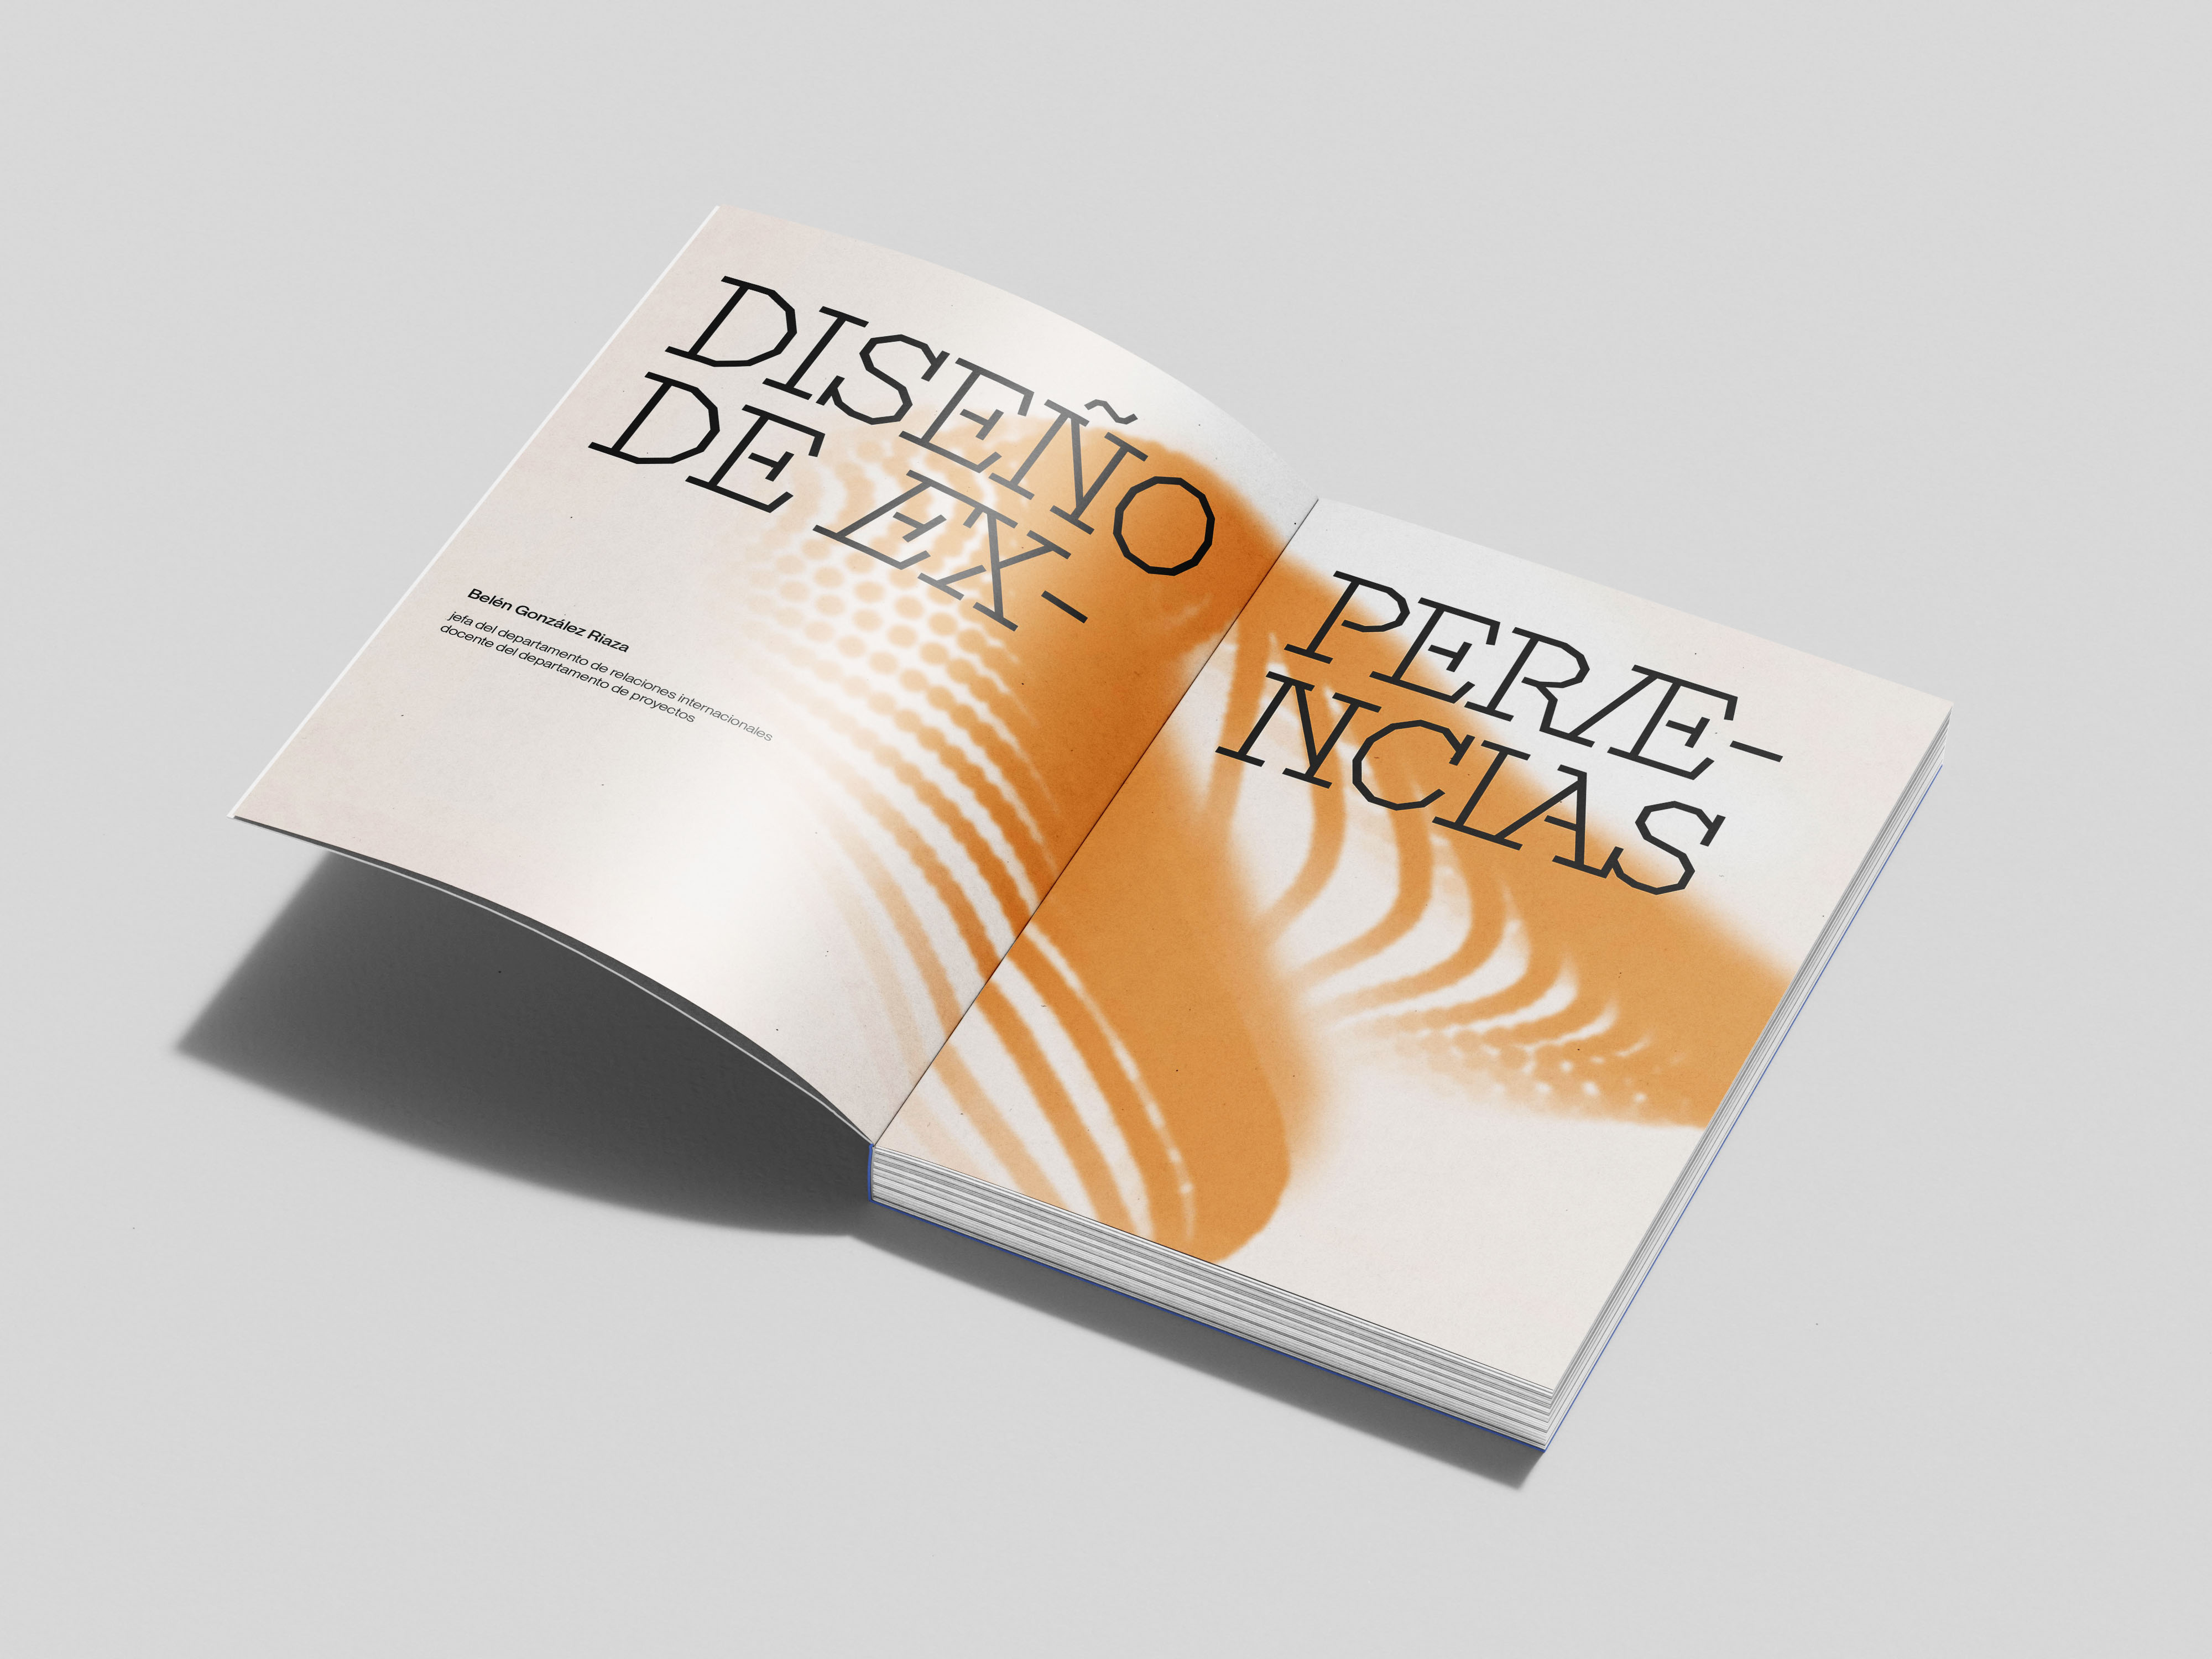 DISEÑO
DE EX-
Belén González Riaza
jefa del departamento de relaciones internacionales
docente del departamento de proyectos
PERIE-
NCIAS